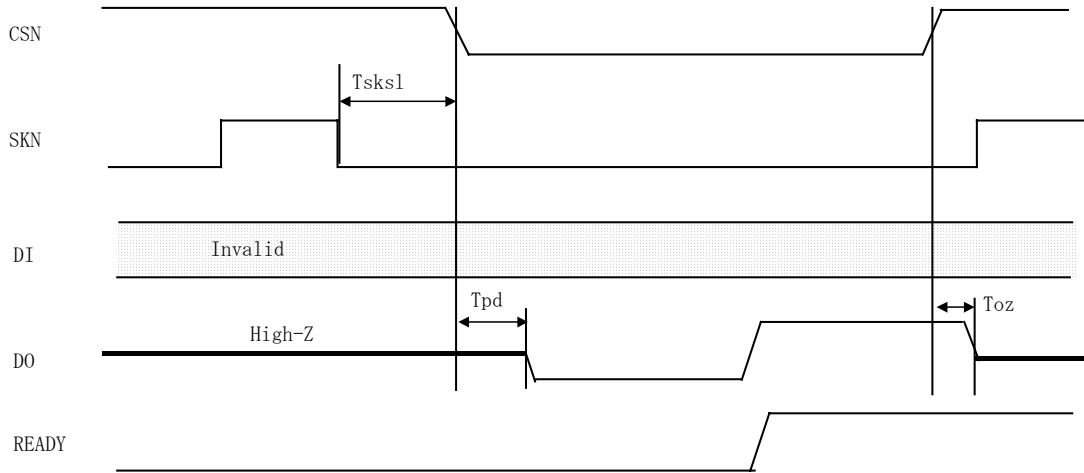 CSN
Tsksl
SKN
Invalid
DI
Tpd
Toz
High-Z
DO
READY